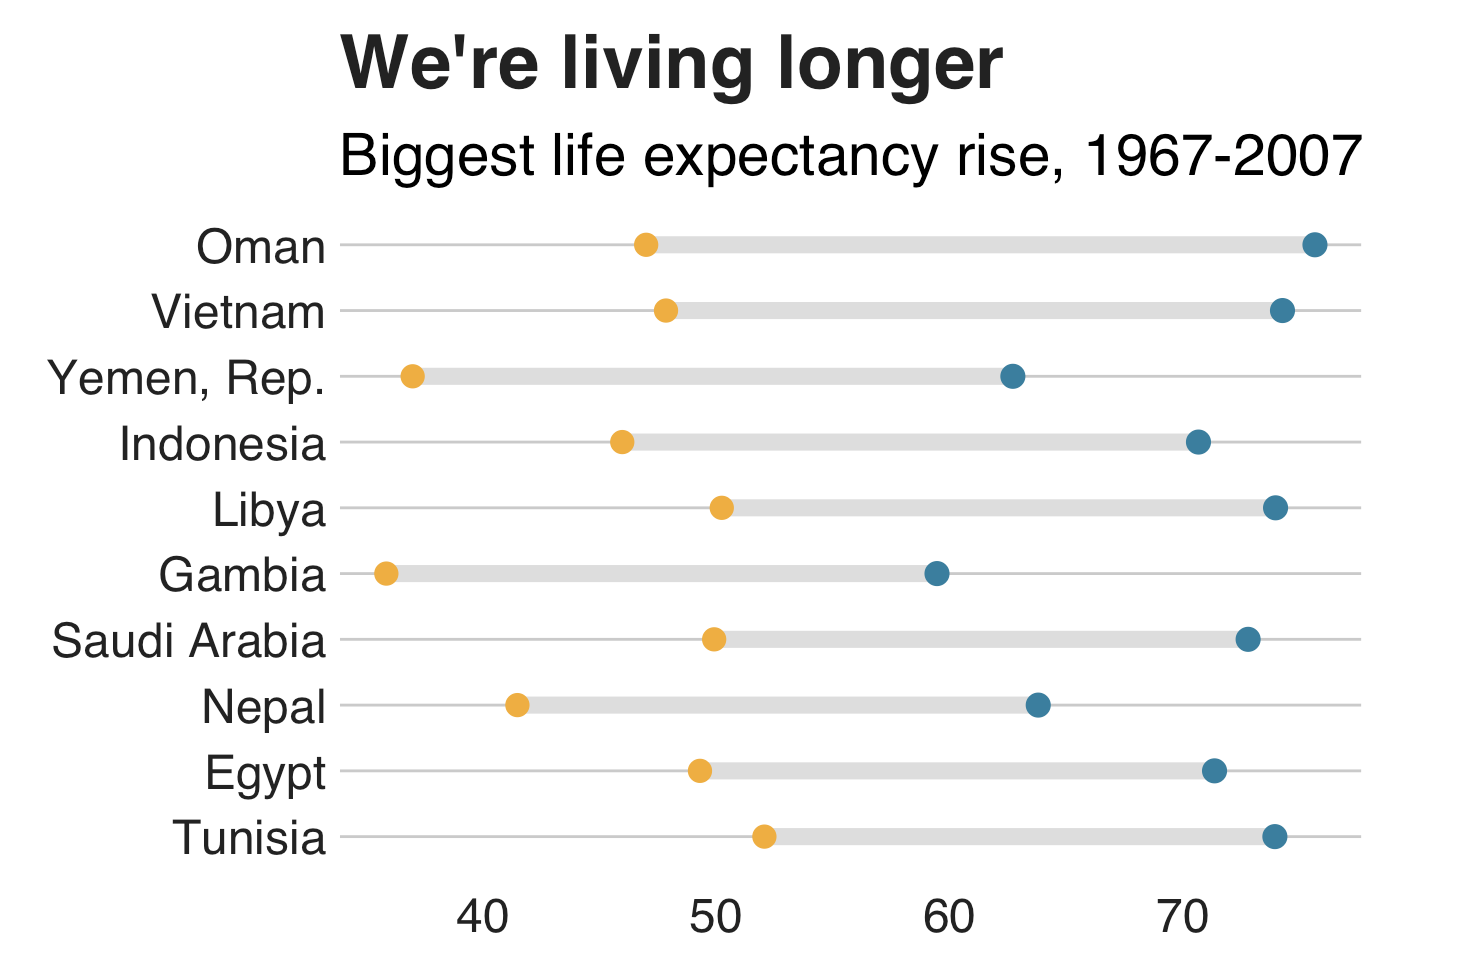 We're living longer
Biggest life expectancy rise, 1967-2007
Oman
Vietnam
Yemen, Rep.
Indonesia
Libya
Gambia
Saudi Arabia
Nepal
Egypt
Tunisia
40 50 60 70